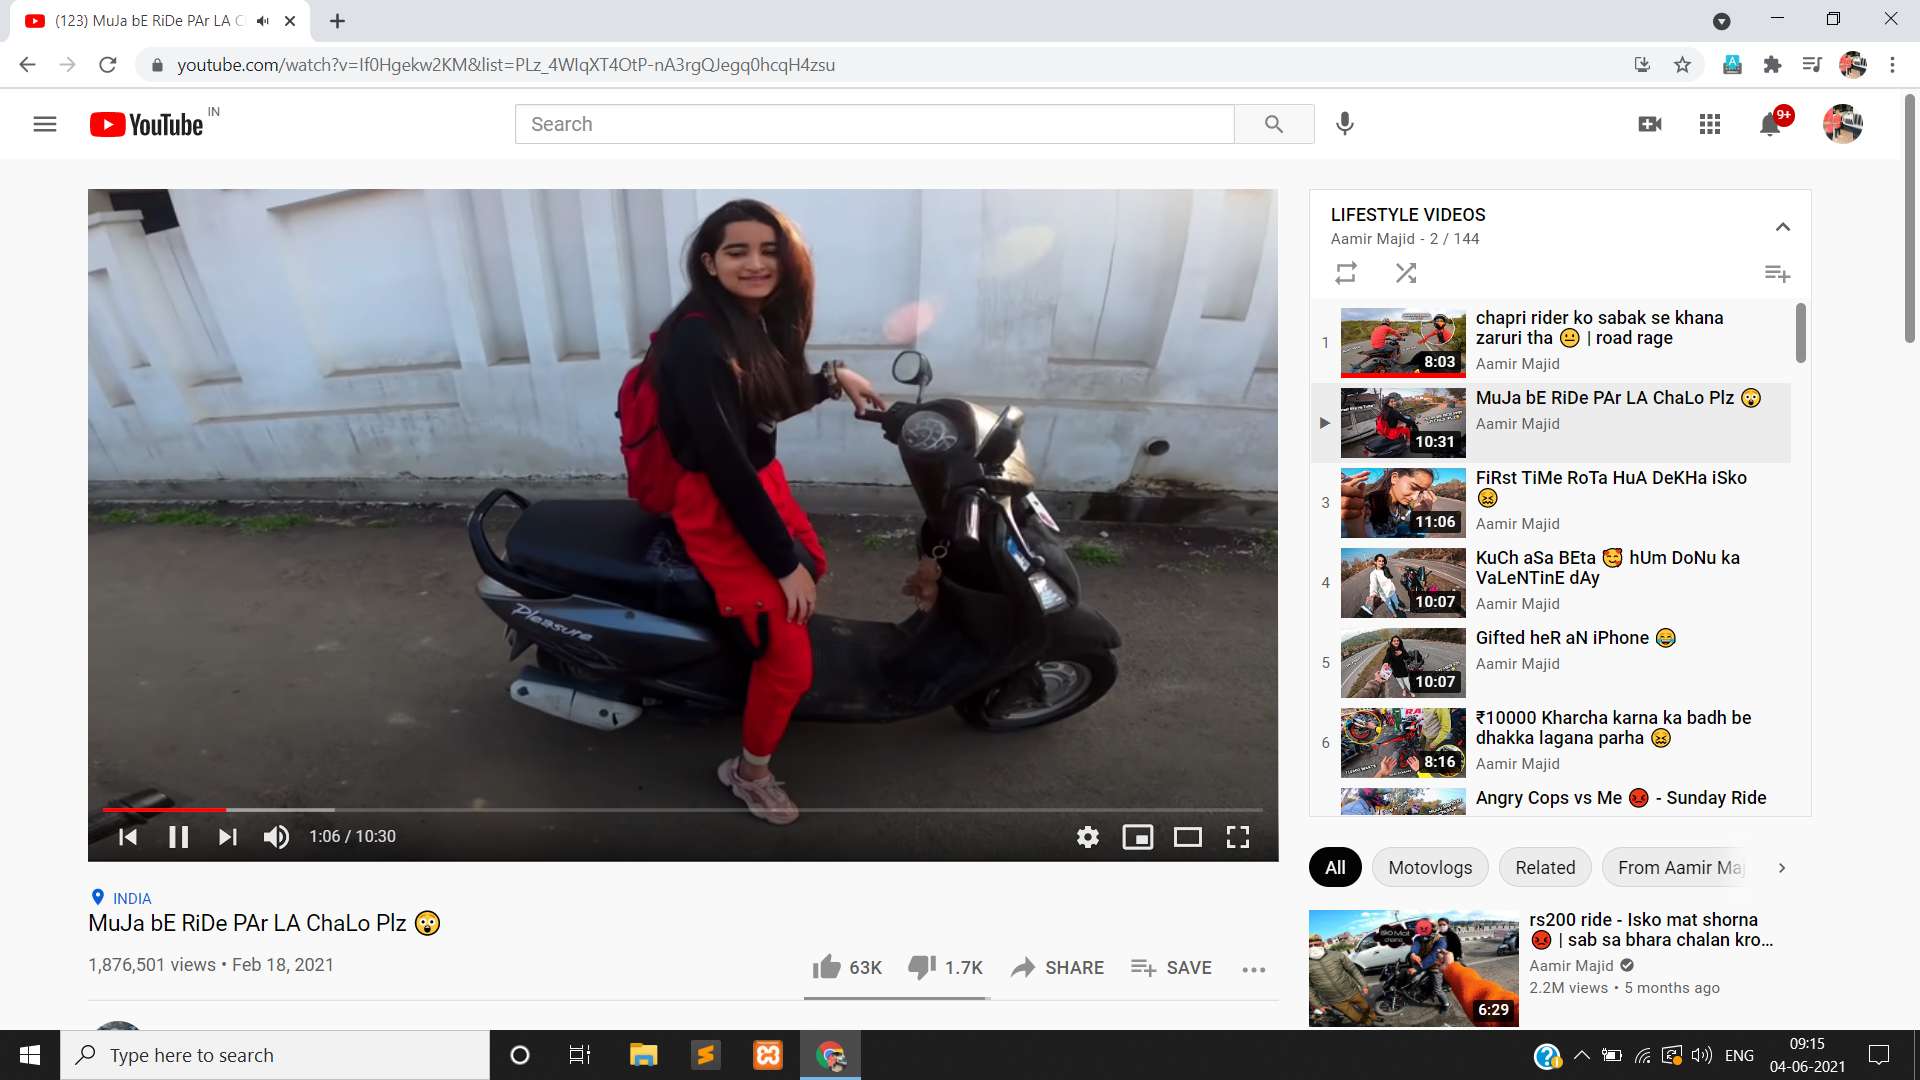 (123) MuJa bE RiDe PAr LA C
youtube.com/watch?v=If0Hgekw2KM&list=PLz_4WIqXT4OtP-nA3rgQJegq0hcqH4zsu
YouTube IN
Search
9+
Pleasure
1:06 / 10:30
INDIA
MuJa bE RiDe PAr LA ChaLo Plz 😲
1,876,501 views • Feb 18, 2021
63K
1.7K
SHARE
SAVE
LIFESTYLE VIDEOS
Aamir Majid - 2 / 144
1
8:03
chapri rider ko sabak se khana
zaruri tha 😐 | road rage
Aamir Majid
10:31
MuJa bE RiDe PAr LA ChaLo Plz 😲
Aamir Majid
3
11:06
FiRst TiMe RoTa HuA DeKHa iSko
😖
Aamir Majid
4
10:07
KuCh aSa BEta 🥰 hUm DoNu ka
VaLeNTinE dAy
Aamir Majid
5
10:07
Gifted heR aN iPhone 😂
Aamir Majid
6
8:16
₹10000 Kharcha karna ka badh be
dhakka lagana parha 😖
Aamir Majid
Angry Cops vs Me 😡 - Sunday Ride
All
Motovlogs
Related
From Aamir Maj
6:29
rs200 ride - Isko mat shorna
😡 | sab sa bhara chalan kro...
Aamir Majid
2.2M views • 5 months ago
Type here to search
ENG
09:15
04-06-2021